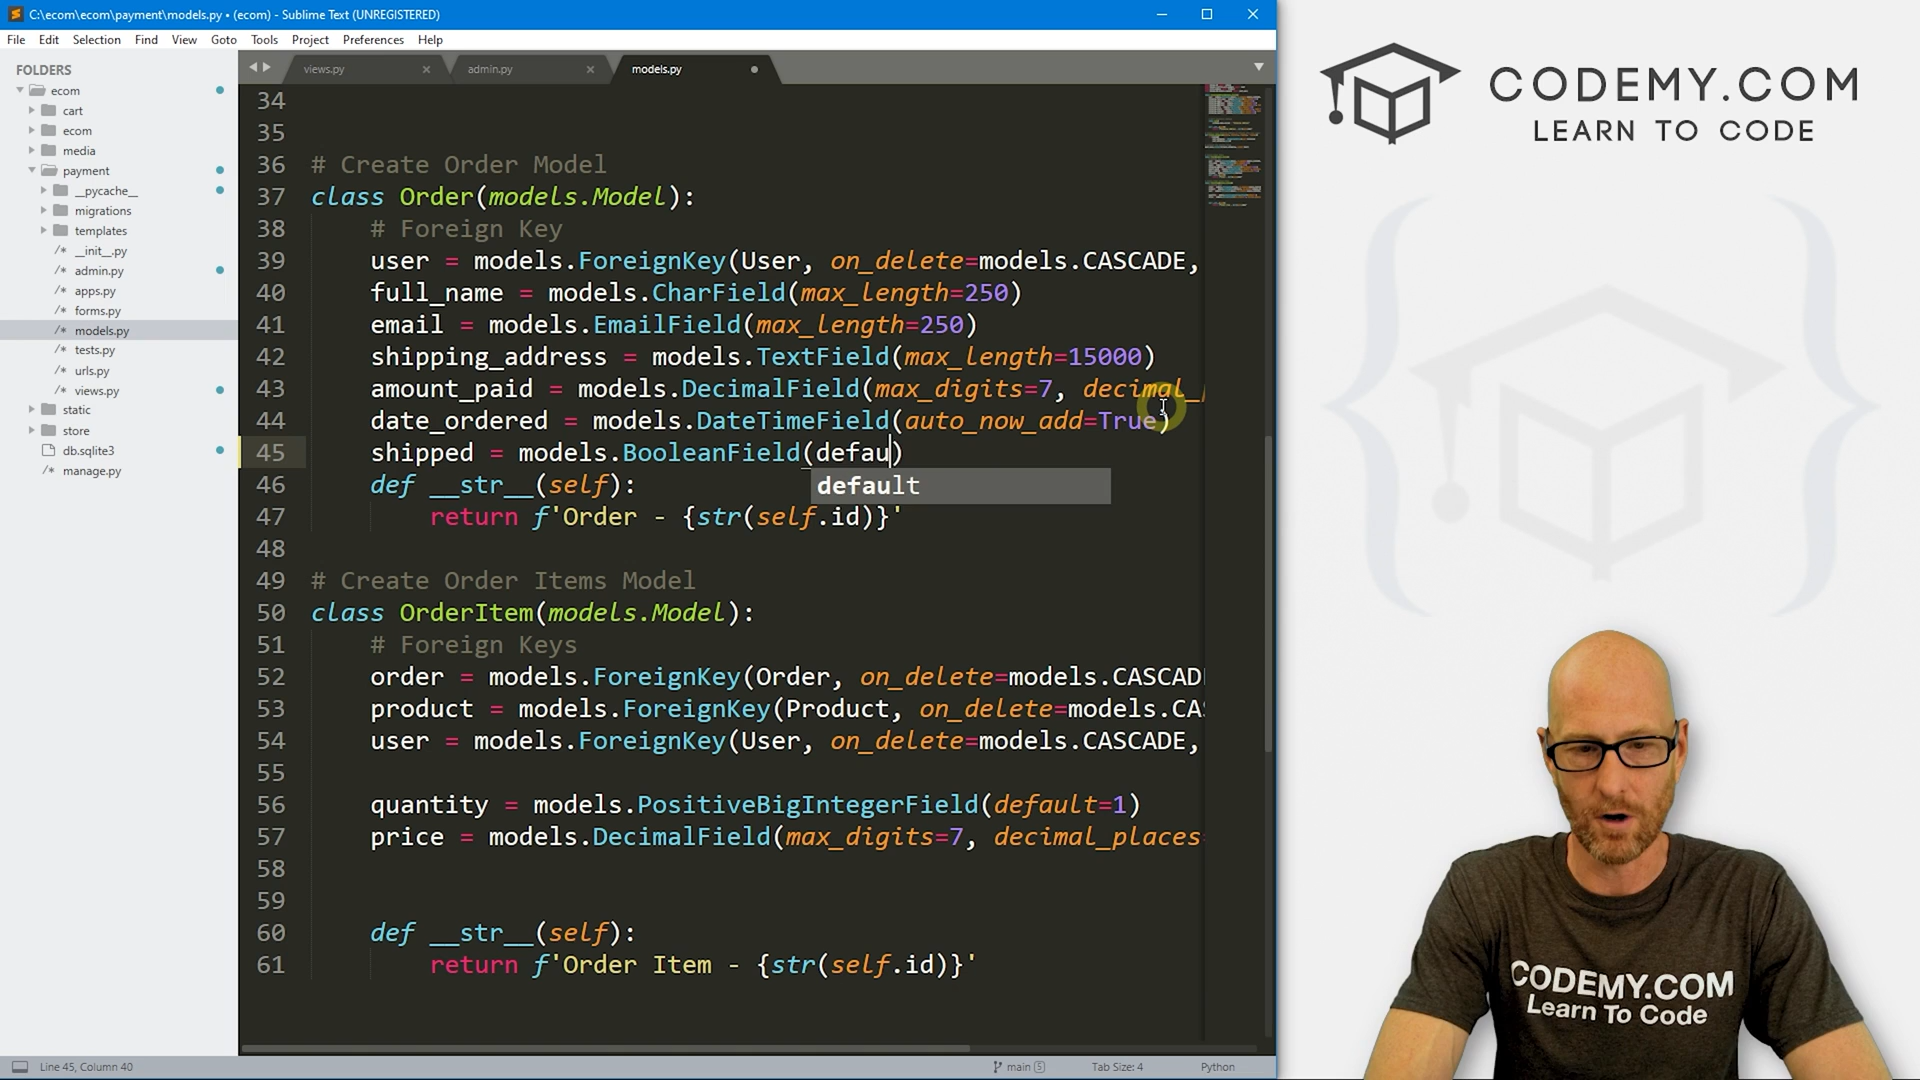 C:\ecom\ecom\payment\models.py • (ecom) - Sublime Text (UNREGISTERED)
File Edit Selection Find View Goto Tools Project Preferences Help
FOLDERS
ecom
cart
ecom
media
payment
__pycache__
migrations
templates
/* __init__.py
/* admin.py
/* apps.py
/* forms.py
/* models.py
/* tests.py
/* urls.py
/* views.py
static
store
db.sqlite3
/* manage.py
views.py
admin.py
models.py
34
35
36 # Create Order Model
37 class Order(models.Model):
38 # Foreign Key
39 user = models.ForeignKey(User, on_delete=models.CASCADE,
40 full_name = models.CharField(max_length=250)
41 email = models.EmailField(max_length=250)
42 shipping_address = models.TextField(max_length=15000)
43 amount_paid = models.DecimalField(max_digits=7, decimal_
44 date_ordered = models.DateTimeField(auto_now_add=True)
45 shipped = models.BooleanField(defau)
default
46 def __str__(self):
47 return f'Order - {str(self.id)}'
48
49 # Create Order Items Model
50 class OrderItem(models.Model):
51 # Foreign Keys
52 order = models.ForeignKey(Order, on_delete=models.CASCAD
53 product = models.ForeignKey(Product, on_delete=models.CA
54 user = models.ForeignKey(User, on_delete=models.CASCADE,
55
56 quantity = models.PositiveBigIntegerField(default=1)
57 price = models.DecimalField(max_digits=7, decimal_places
58
59
60 def __str__(self):
61 return f'Order Item - {str(self.id)}'
Line 45, Column 40
main
Tab Size: 4
Python
CODEMY.COM
LEARN TO CODE
CODEMY.COM
Learn To Code